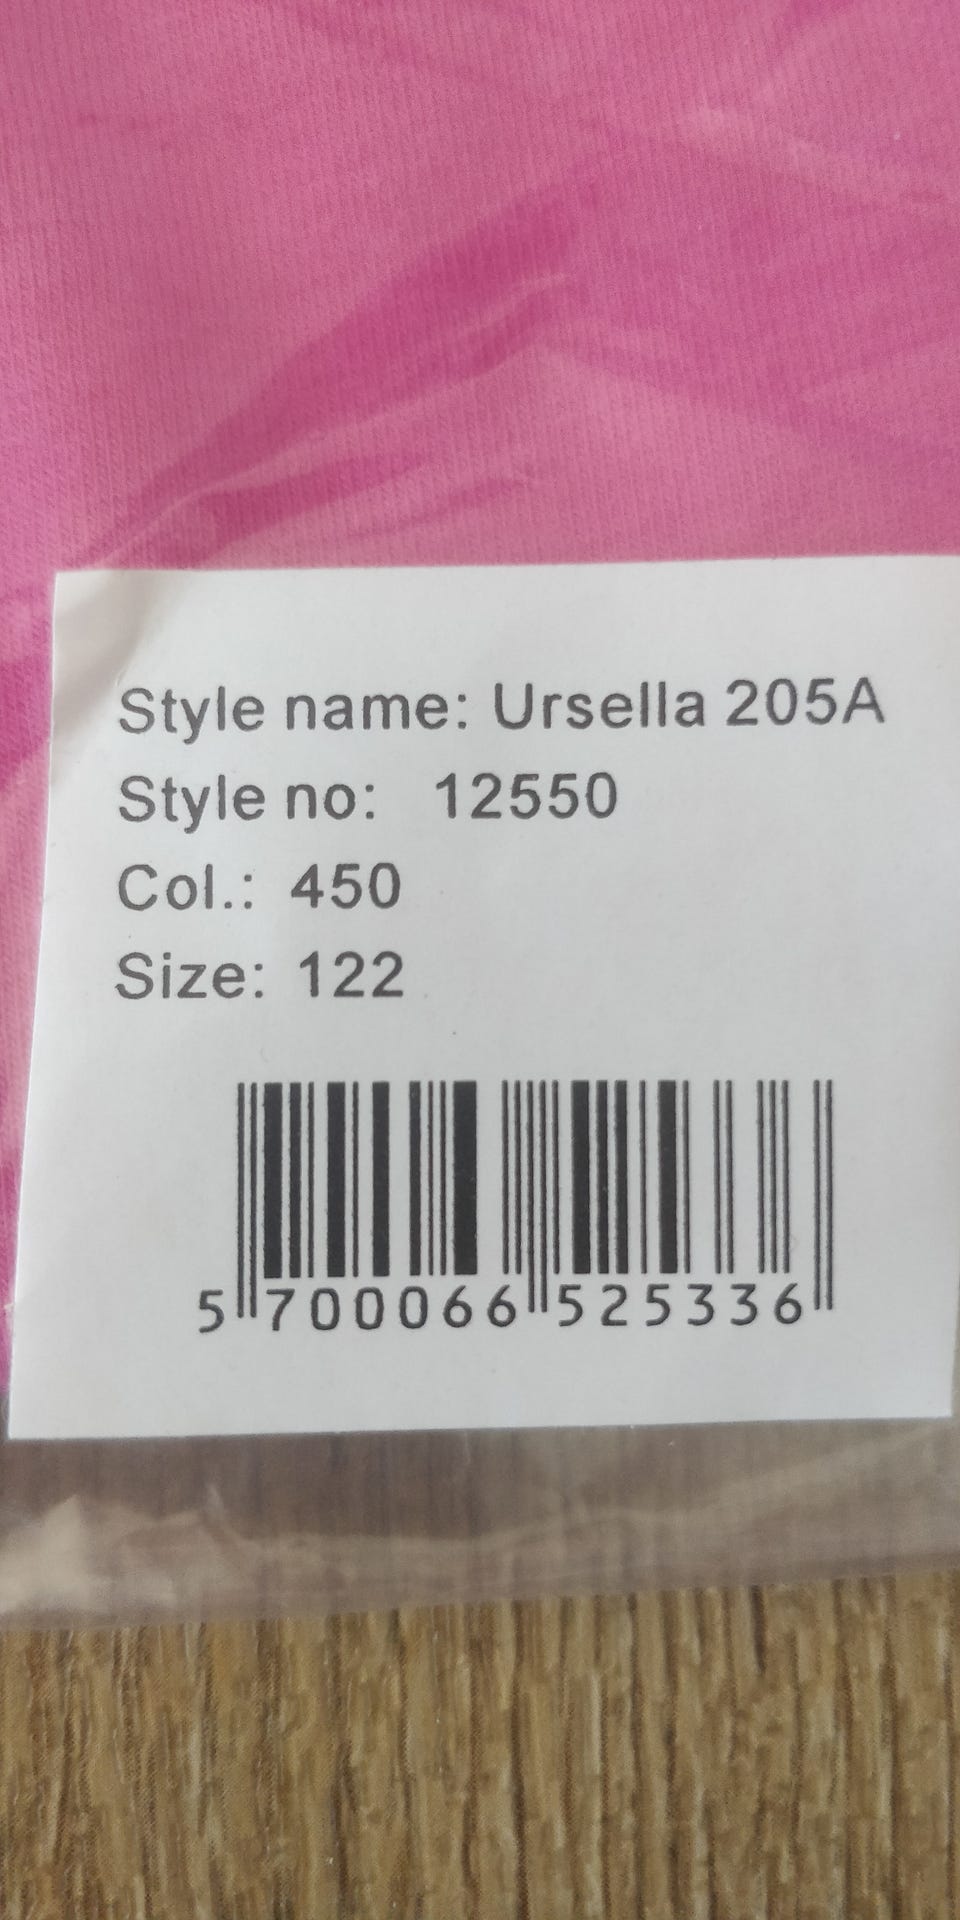 Style name: Ursella 205A
Style no: 12550
Col.: 450
Size: 122
5 700066 525336